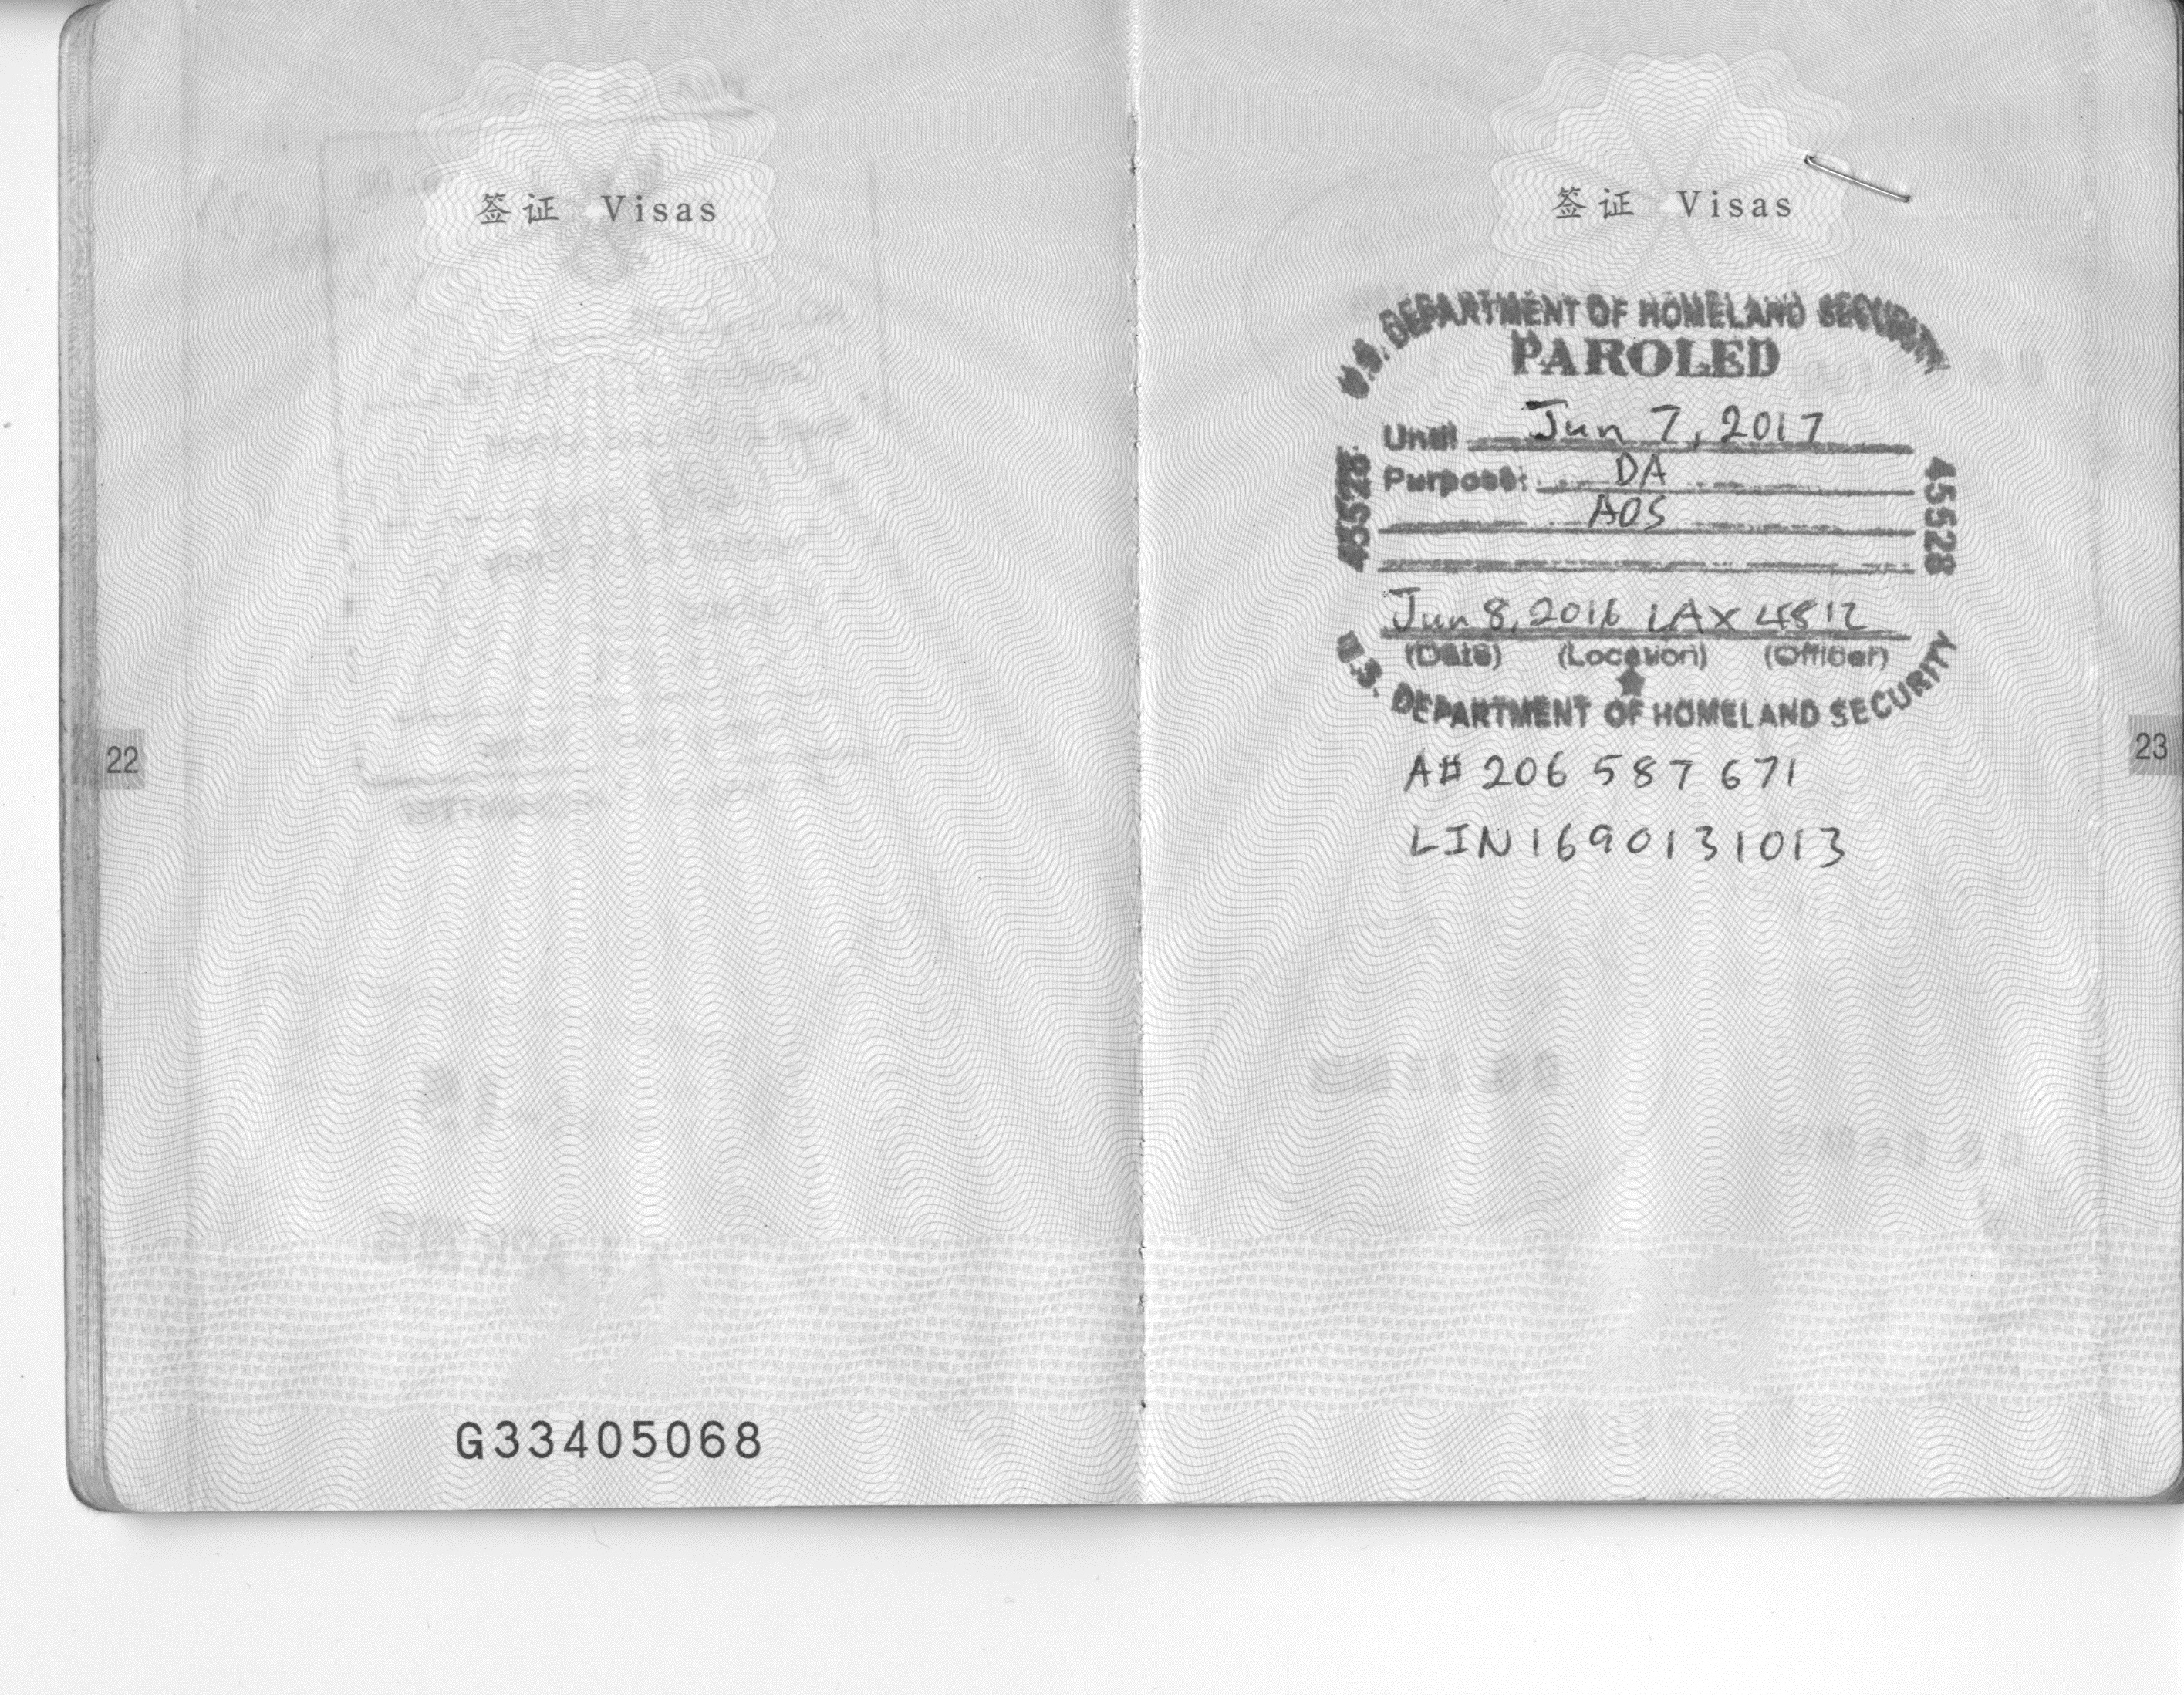 签证 Visas
22
G33405068
签证 Visas
U.S. DEPARTMENT OF HOMELAND SECURITY
PAROLED
Until Jun 7, 2017
Purpose: DA
AOS
45528
45528
Jun 8, 2016 LAX 4812
(Date) (Location) (Officer)
U.S. DEPARTMENT OF HOMELAND SECURITY
A# 206 587 671
LIN1690131013
23